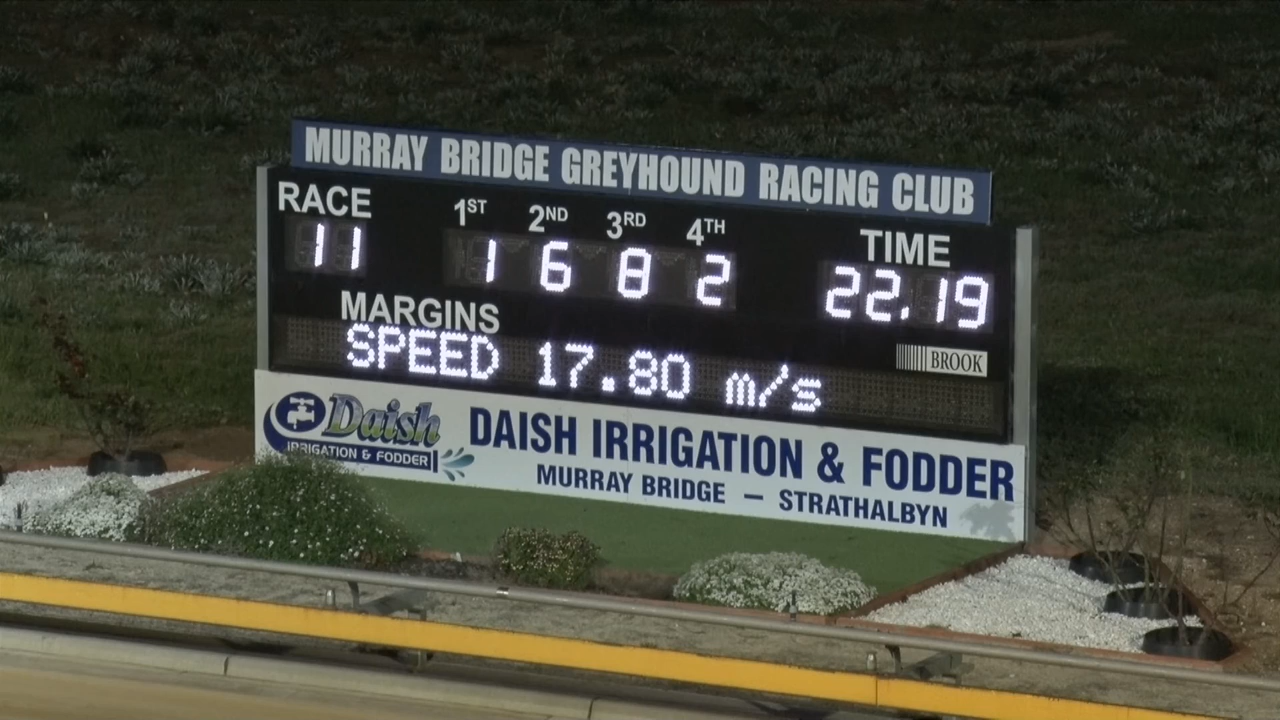 MURRAY BRIDGE GREYHOUND RACING CLUB
RACE 1ST 2ND 3RD 4TH TIME
11 1 6 8 2 22.19
MARGINS
SPEED 17.80 m/s
BROOK
Daish
IRRIGATION & FODDER
DAISH IRRIGATION & FODDER
MURRAY BRIDGE — STRATHALBYN